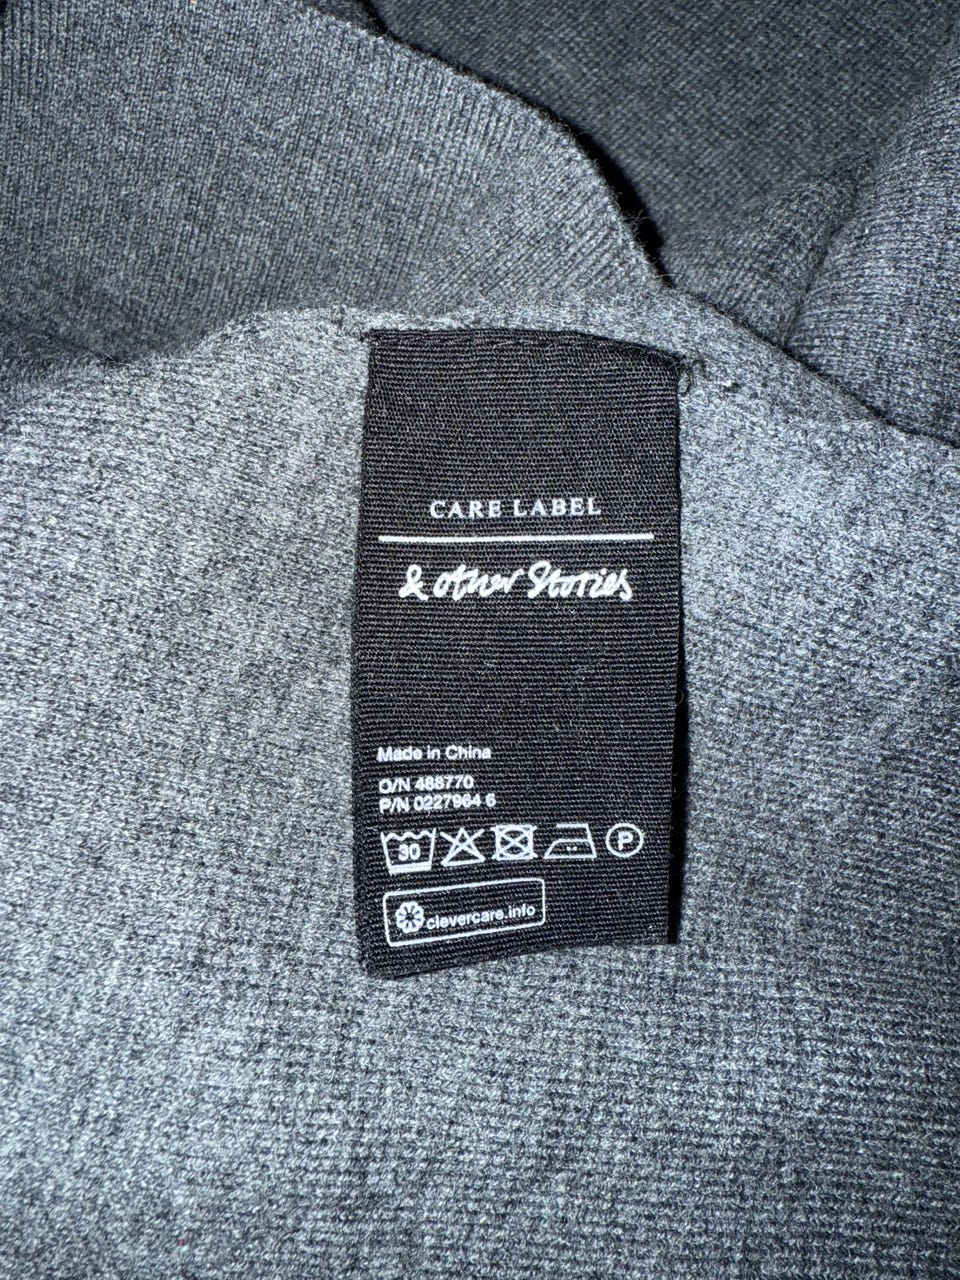 CARE LABEL
& other Stories
Made in China
O/N 488770
P/N 0227964 6
30 P
clevercare.info